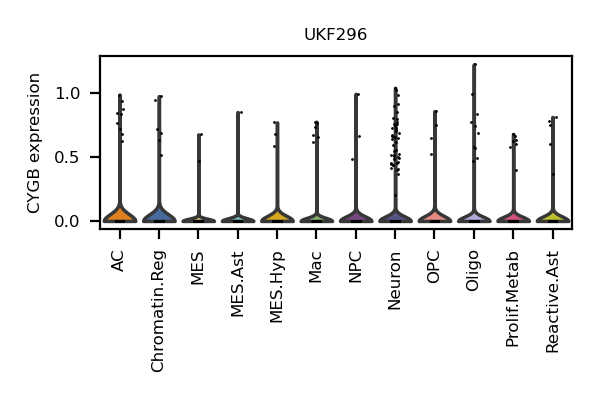 UKF296
CYGB expression
1.0
0.5
0.0
AC
Chromatin.Reg
MES
MES.Ast
MES.Hyp
Mac
NPC
Neuron
OPC
Oligo
Prolif.Metab
Reactive.Ast